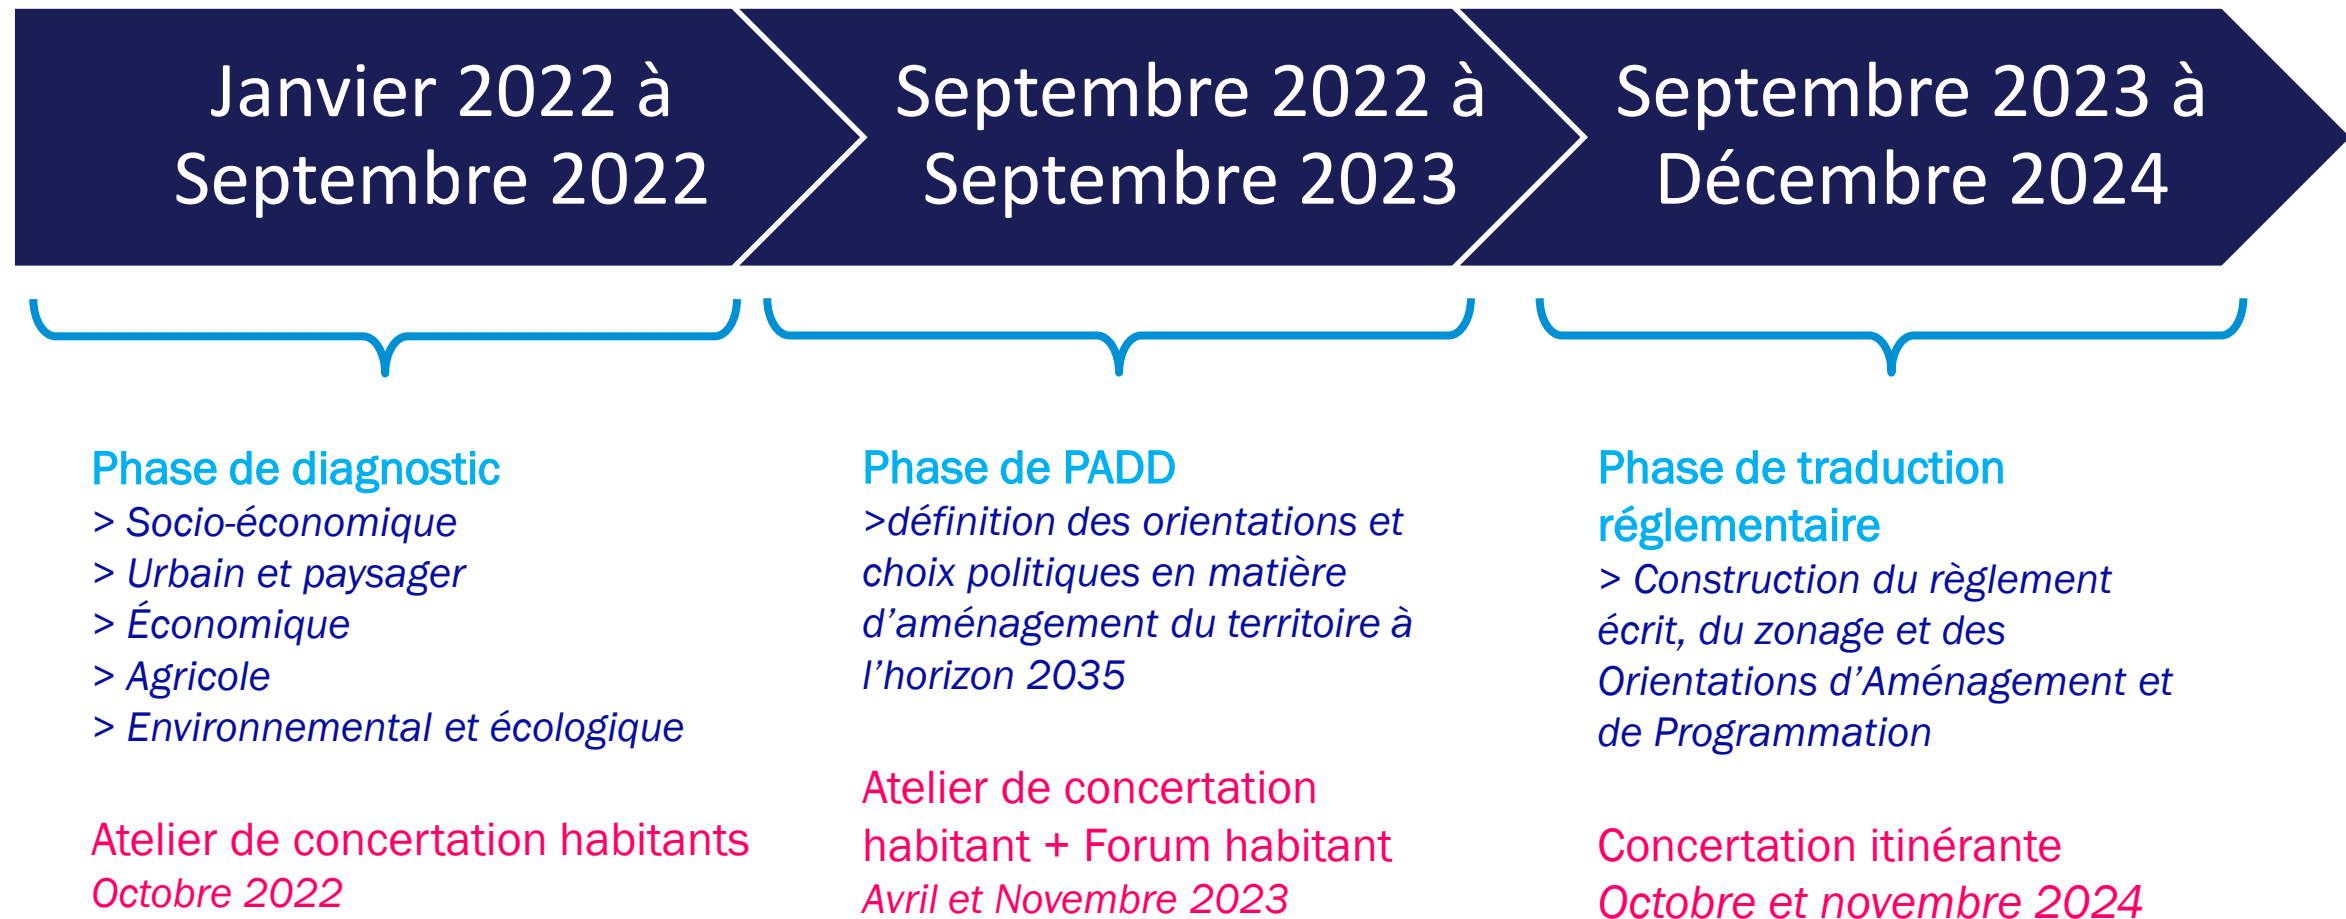 Janvier 2022 à
Septembre 2022
Septembre 2022 à
Septembre 2023
Septembre 2023 à
Décembre 2024
Phase de diagnostic
> Socio-économique
> Urbain et paysager
> Économique
> Agricole
> Environnemental et écologique
Atelier de concertation habitants
Octobre 2022
Phase de PADD
>définition des orientations et
choix politiques en matière
d’aménagement du territoire à
l’horizon 2035
Atelier de concertation
habitant + Forum habitant
Avril et Novembre 2023
Phase de traduction
réglementaire
> Construction du règlement
écrit, du zonage et des
Orientations d’Aménagement et
de Programmation
Concertation itinérante
Octobre et novembre 2024